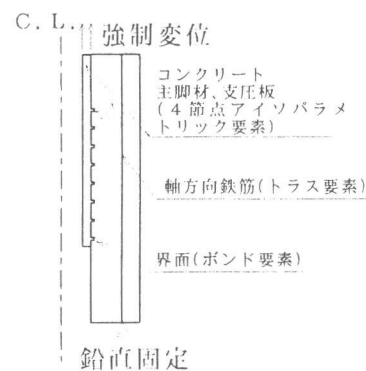 C.L.
強制変位
コンクリート
主脚材、支圧板
(4節点アイソパラメ
トリック要素)
軸方向鉄筋(トラス要素)
界面(ボンド要素)
鉛直固定